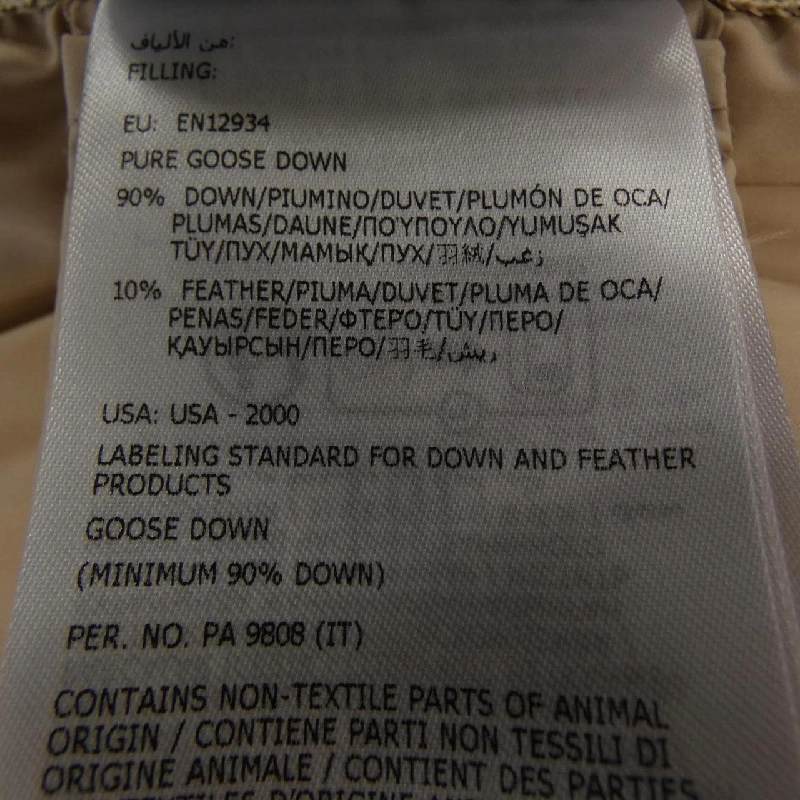 من الألياف:
FILLING:
EU: EN12934
PURE GOOSE DOWN
90% DOWN/PIUMINO/DUVET/PLUMÓN DE OCA/
PLUMAS/DAUNE/ΠΟΎΠΟΥΛΟ/YUMUŞAK
TÜY/ПУХ/МАМЫҚ/ПУХ/羽絨/زغب
10% FEATHER/PIUMA/DUVET/PLUMA DE OCA/
PENAS/FEDER/ΦΤΕΡΌ/TÜY/ПЕРО/
ҚАУЫРСЫН/ПЕРО/羽毛/ريش
USA: USA - 2000
LABELING STANDARD FOR DOWN AND FEATHER
PRODUCTS
GOOSE DOWN
(MINIMUM 90% DOWN)
PER. NO. PA 9808 (IT)
CONTAINS NON-TEXTILE PARTS OF ANIMAL
ORIGIN / CONTIENE PARTI NON TESSILI DI
ORIGINE ANIMALE / CONTIENT DES PARTIES